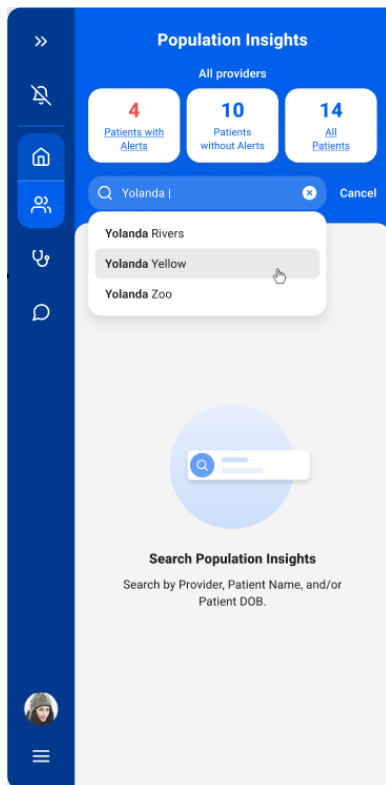 Population Insights
All providers
4
Patients with
Alerts
10
Patients
without Alerts
14
All
Patients
Yolanda
Cancel
Yolanda Rivers
Yolanda Yellow
Yolanda Zoo
Search Population Insights
Search by Provider, Patient Name, and/or
Patient DOB.